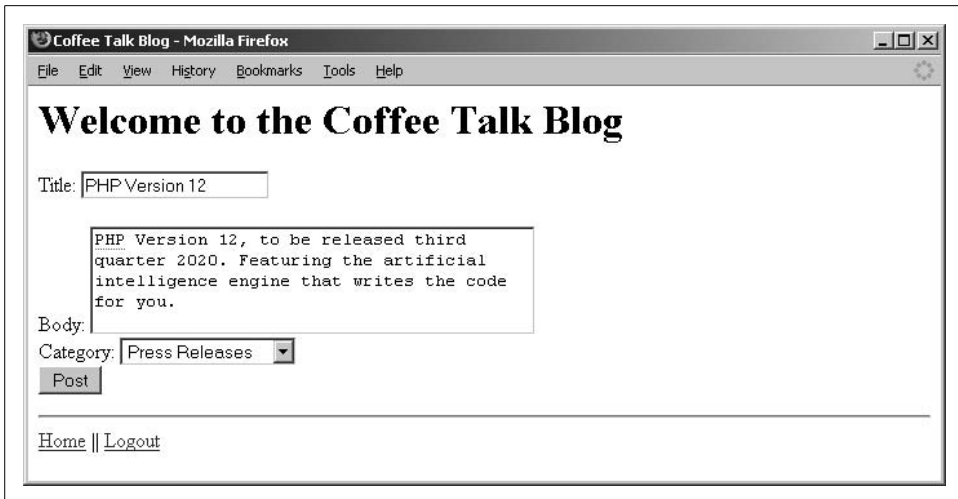 Coffee Talk Blog - Mozilla Firefox
File Edit View History Bookmarks Tools Help
Welcome to the Coffee Talk Blog
Title: PHP Version 12
PHP Version 12, to be released third
quarter 2020. Featuring the artificial
intelligence engine that writes the code
for you.
Body:
Category: Press Releases
Post
Home || Logout